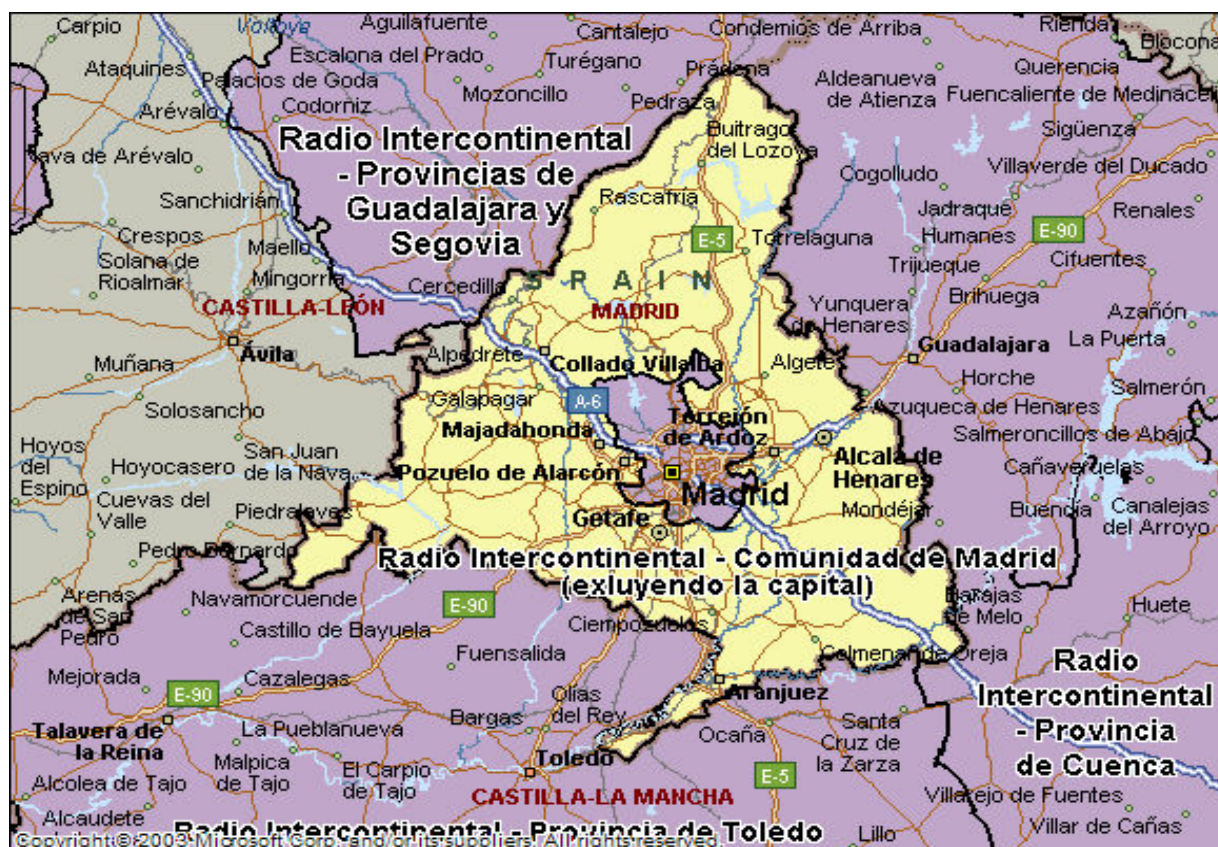 Carpio
Voltoya
Aguilafuente
Cantalejo
Condemios de Arriba
Rienda
Blocona
Ataquines
Escalona del Prado
Turégano
Prádena
Aldeanueva
de Atienza
Querencia
Palacios de Goda
Mozoncillo
Pedraza
Fuencaliente de Medinacel
Arévalo
Codorniz
Buitrago
del Lozoya
Sigüenza
Radio Intercontinental
- Provincias de
Guadalajara y
Segovia
Nava de Arévalo
Villaverde del Ducado
Cogolludo
Sanchidrián
Rascafría
Jadraque
Renales
Crespos
Maello
E-5
Torrelaguna
Humanes
E-90
Solana de
Rioalmar
Mingorría
Cercedilla
SPAIN
Trijueque
Cifuentes
Brihuega
CASTILLA-LEÓN
MADRID
Yunquera
de Henares
Azañón
Ávila
Alpedrete
Collado Villalba
Algete
Guadalajara
La Puerta
Muñana
Galapagar
A-6
Horche
Salmerón
Solosancho
Torrejón
de Ardoz
Azuqueca de Henares
Majadahonda
Salmeroncillos de Abajo
Hoyos
del
Espino
Hoyocasero
San Juan
de la Nava
Pozuelo de Alarcón
Alcalá de
Henares
Cañaveruelas
Cuevas del
Valle
Piedralaves
Madrid
Mondéjar
Buendía
Canalejas
del Arroyo
Getafe
Pedro Bernardo
Radio Intercontinental - Comunidad de Madrid
(exluyendo la capital)
Arenas
de San
Pedro
Navamorcuende
E-90
Barajas
de Melo
Huete
Castillo de Bayuela
Ciempozuelos
Fuensalida
Colmenar de Oreja
Radio
Intercontinental
- Provincia
de Cuenca
Mejorada
E-90
Cazalegas
Aranjuez
Talavera de
la Reina
La Pueblanueva
Bargas
Olías
del Rey
Ocaña
Santa
Cruz de
la Zarza
Malpica
de Tajo
El Carpio
de Tajo
Toledo
E-5
Alcolea de Tajo
CASTILLA-LA MANCHA
Villarejo de Fuentes
Alcaudete
Radio Intercontinental - Provincia de Toledo
Lillo
Villar de Cañas
Copyright © 2003 Microsoft Corp. and/or its suppliers. All rights reserved.